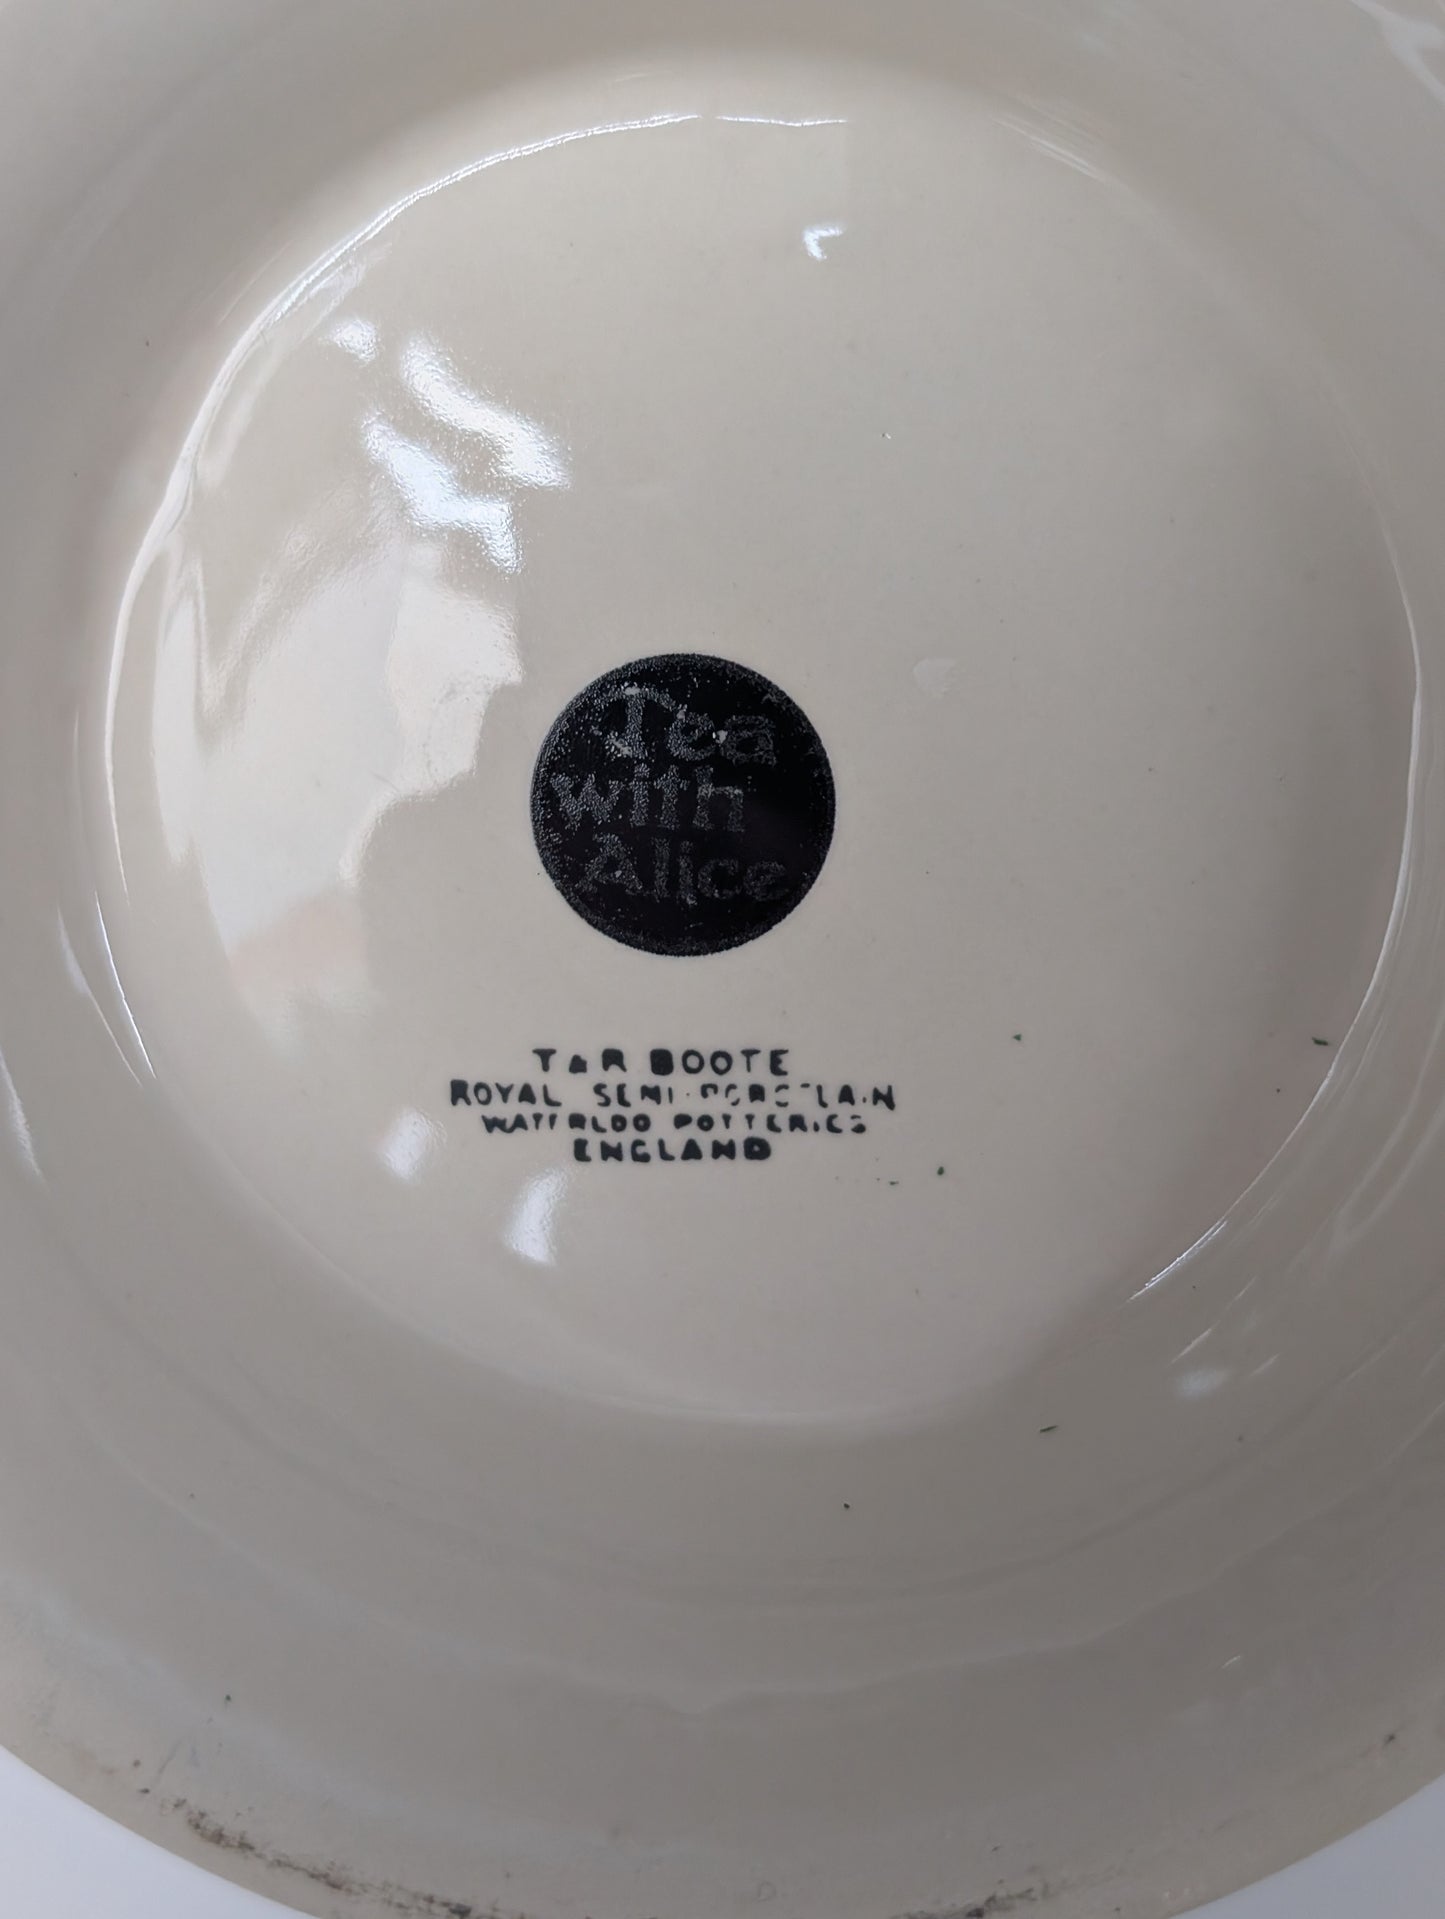 Tea
with
Alice
T & R BOOTE
ROYAL SEMI-PORCELAIN
WATERLOO POTTERIES
ENGLAND